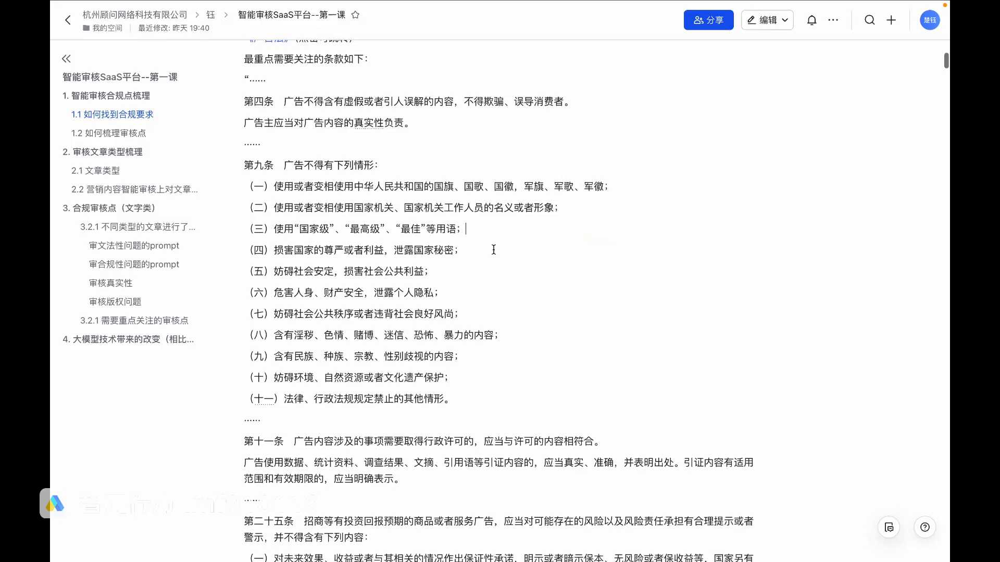 杭州顾问网络科技有限公司 > 钰 > 智能审核SaaS平台--第一课
我的空间 | 最近修改: 昨天 19:40
分享
编辑
楚钰
智能审核SaaS平台--第一课
1. 智能审核合规点梳理
1.1 如何找到合规要求
1.2 如何梳理审核点
2. 审核文章类型梳理
2.1 文章类型
2.2 营销内容智能审核上对文章...
3. 合规审核点（文字类）
3.2.1 不同类型的文章进行了...
审文法性问题的prompt
审合规性问题的prompt
审核真实性
审核版权问题
3.2.1 需要重点关注的审核点
4. 大模型技术带来的改变（相比...
最重点需要关注的条款如下：
“......
第四条　广告不得含有虚假或者引人误解的内容，不得欺骗、误导消费者。
广告主应当对广告内容的真实性负责。
......
第九条　广告不得有下列情形：
（一）使用或者变相使用中华人民共和国的国旗、国歌、国徽，军旗、军歌、军徽；
（二）使用或者变相使用国家机关、国家机关工作人员的名义或者形象；
（三）使用“国家级”、“最高级”、“最佳”等用语；
（四）损害国家的尊严或者利益，泄露国家秘密；
（五）妨碍社会安定，损害社会公共利益；
（六）危害人身、财产安全，泄露个人隐私；
（七）妨碍社会公共秩序或者违背社会良好风尚；
（八）含有淫秽、色情、赌博、迷信、恐怖、暴力的内容；
（九）含有民族、种族、宗教、性别歧视的内容；
（十）妨碍环境、自然资源或者文化遗产保护；
（十一）法律、行政法规规定禁止的其他情形。
......
第十一条　广告内容涉及的事项需要取得行政许可的，应当与许可的内容相符合。
广告使用数据、统计资料、调查结果、文摘、引用语等引证内容的，应当真实、准确，并表明出处。引证内容有适用
范围和有效期限的，应当明确表示。
......
第二十五条　招商等有投资回报预期的商品或者服务广告，应当对可能存在的风险以及风险责任承担有合理提示或者
警示，并不得含有下列内容：
（一）对未来效果、收益或者与其相关的情况作出保证性承诺，明示或者暗示保本、无风险或者保收益等，国家另有